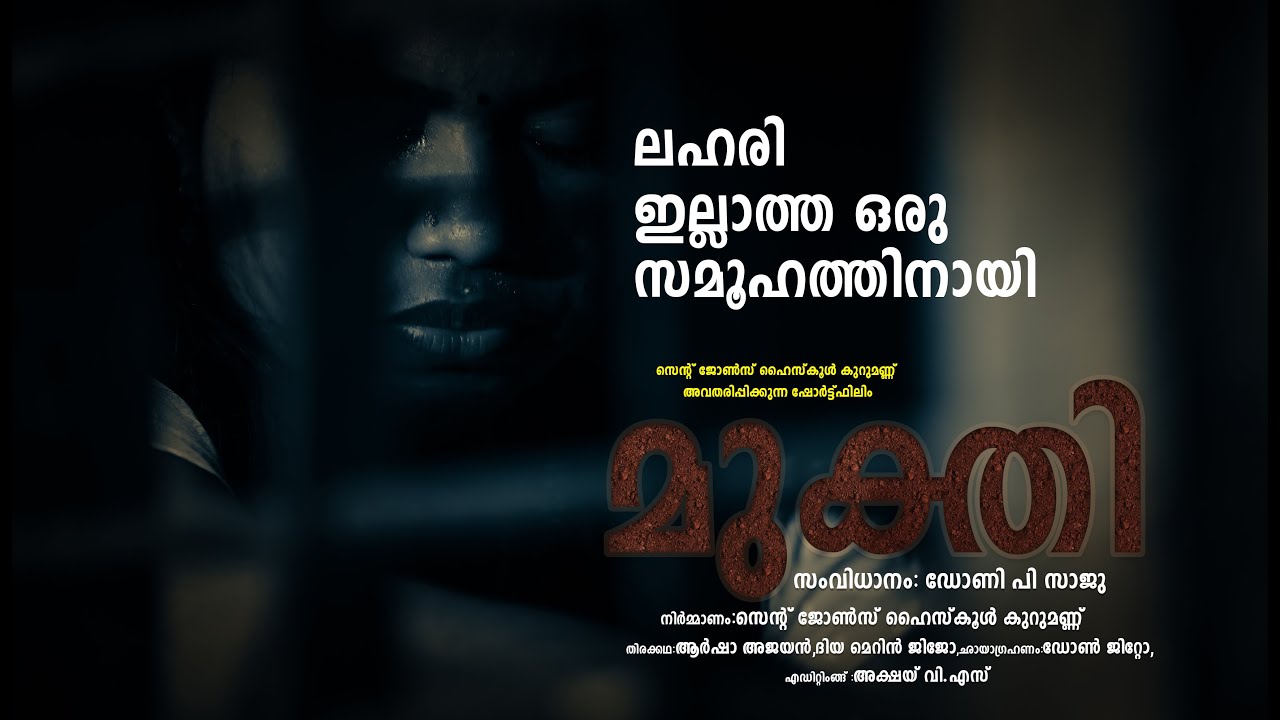 ലഹരി
ഇല്ലാത്ത ഒരു
സമൂഹത്തിനായി
സെന്റ് ജോൺസ് ഹൈസ്കൂൾ കുറുമണ്ണ്
അവതരിപ്പിക്കുന്ന ഷോർട്ട്ഫിലിം
മുക്തി
സംവിധാനം: ഡോണി പി സാജു
നിർമ്മാണം:സെന്റ് ജോൺസ് ഹൈസ്കൂൾ കുറുമണ്ണ്
തിരക്കഥ:ആർഷാ അജയൻ,ദിയ മെറിൻ ജിജോ,ഛായാഗ്രഹണം:ഡോൺ ജിറ്റോ,
എഡിറ്റിംങ്ങ് :അക്ഷയ് വി.എസ്